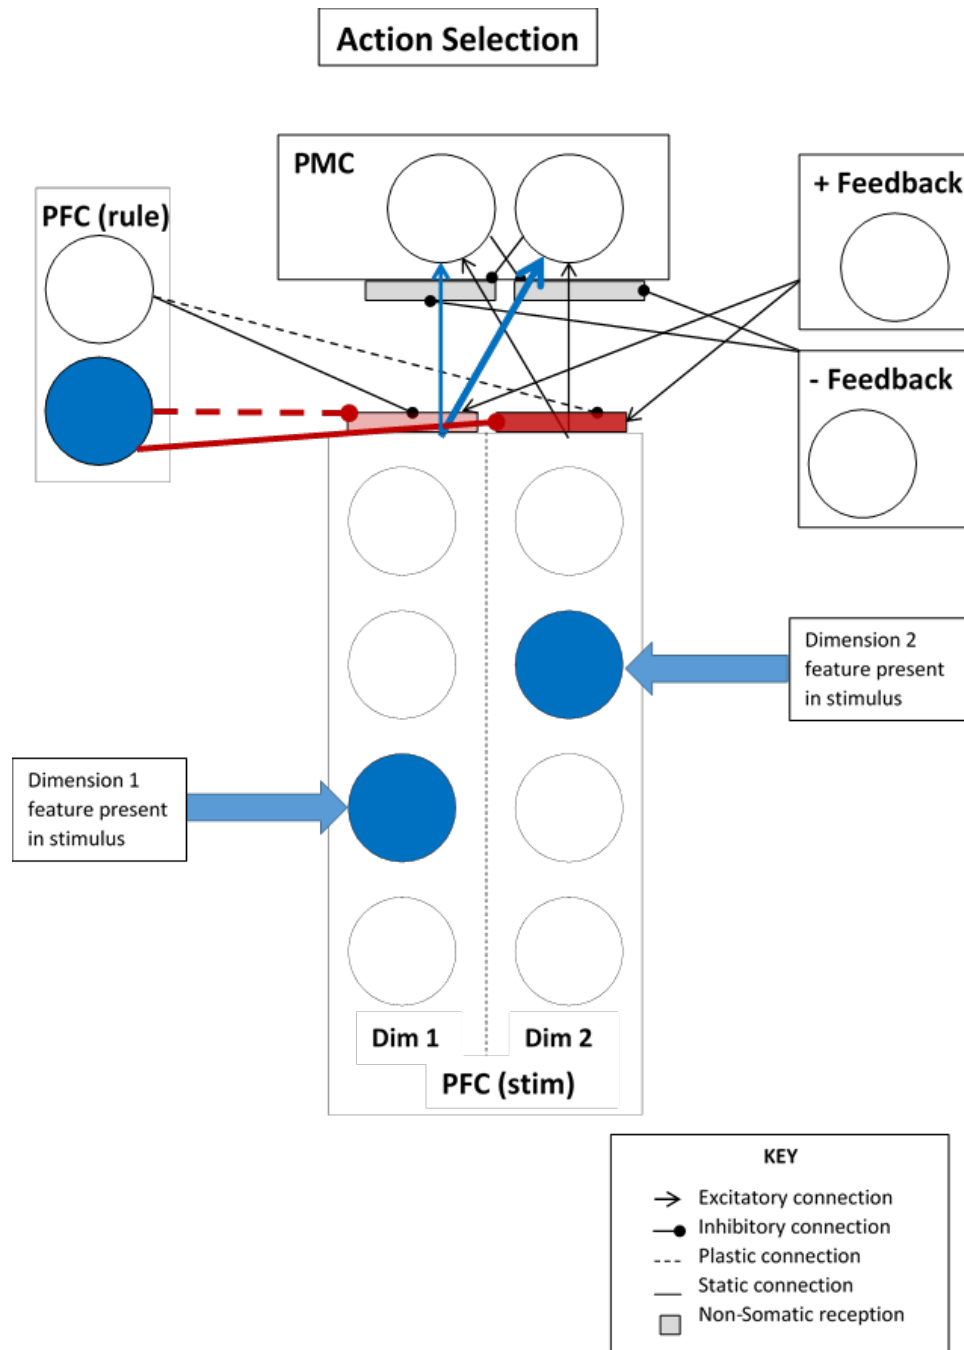 Action Selection
PMC
+ Feedback
PFC (rule)
- Feedback
Dimension 2
feature present
in stimulus
Dimension 1
feature present
in stimulus
Dim 1
Dim 2
PFC (stim)
KEY
Excitatory connection
Inhibitory connection
Plastic connection
Static connection
Non-Somatic reception